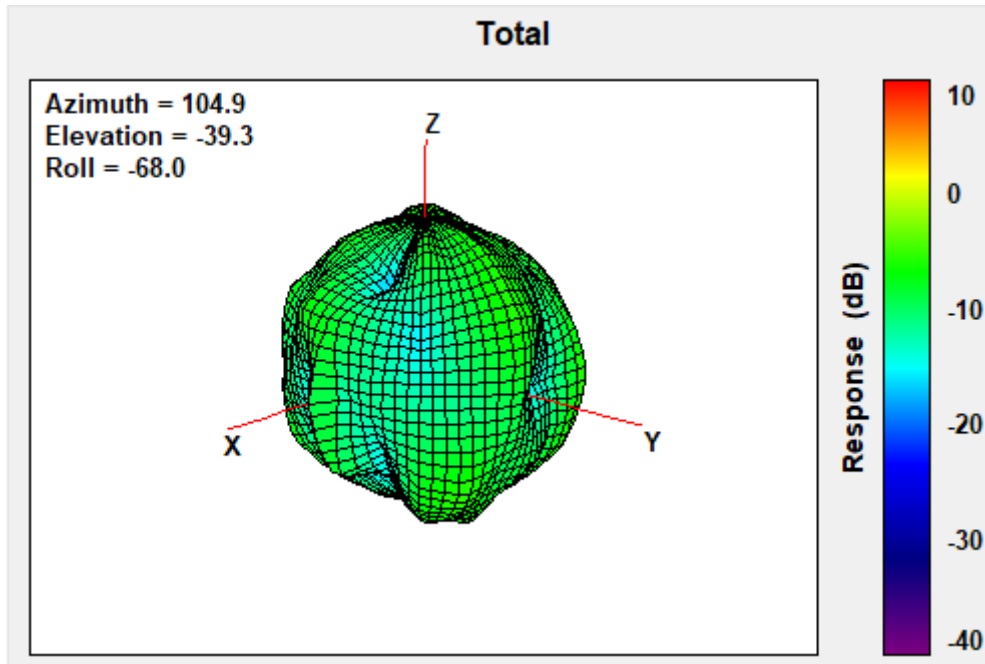 Total
Azimuth = 104.9
Elevation = -39.3
Roll = -68.0
Z
X
Y
Response (dB)
10
0
-10
-20
-30
-40